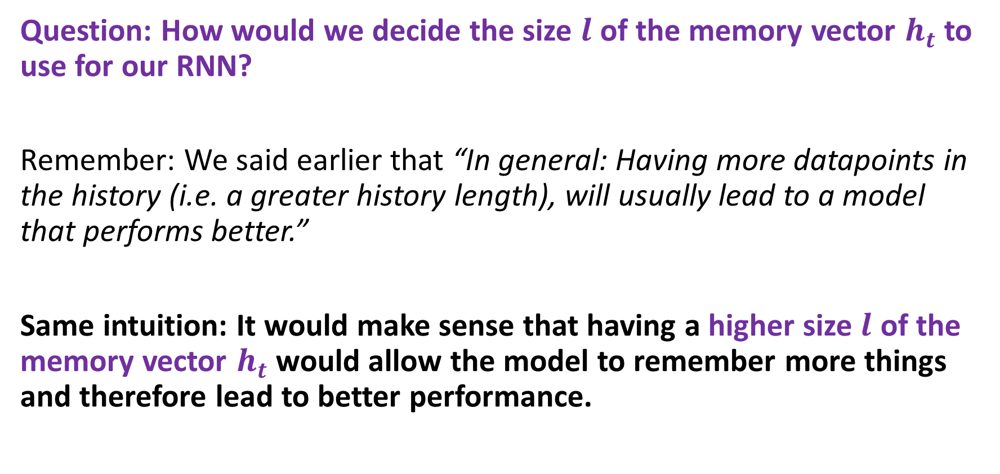 Question: How would we decide the size l of the memory vector h_t to
use for our RNN?
Remember: We said earlier that “In general: Having more datapoints in
the history (i.e. a greater history length), will usually lead to a model
that performs better.”
Same intuition: It would make sense that having a higher size l of the
memory vector h_t would allow the model to remember more things
and therefore lead to better performance.